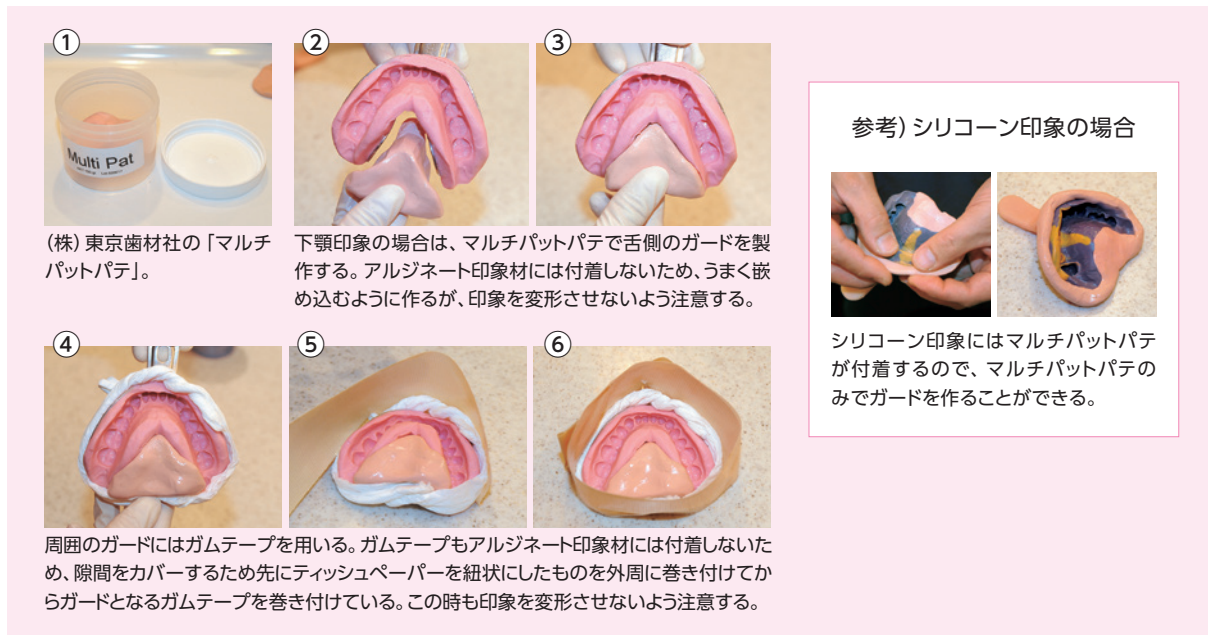 ①
②
③
Multi Pat
(株)東京歯材社の「マルチ
パットパテ」。
下顎印象の場合は、マルチパットパテで舌側のガードを製
作する。アルジネート印象材には付着しないため、うまく嵌
め込むように作るが、印象を変形させないよう注意する。
④
⑤
⑥
周囲のガードにはガムテープを用いる。ガムテープもアルジネート印象材には付着しないた
め、隙間をカバーするため先にティッシュペーパーを紐状にしたものを外周に巻き付けてか
らガードとなるガムテープを巻き付けている。この時も印象を変形させないよう注意する。
参考)シリコーン印象の場合
シリコーン印象にはマルチパットパテ
が付着するので、マルチパットパテの
みでガードを作ることができる。